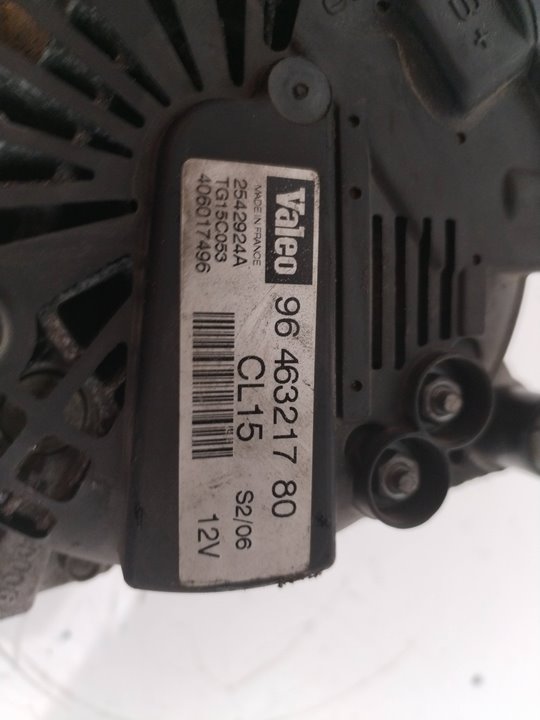 Valeo
MADE IN FRANCE
2542924A
TG15C053
406017496
96 463217 80
CL15 S2/06
12V